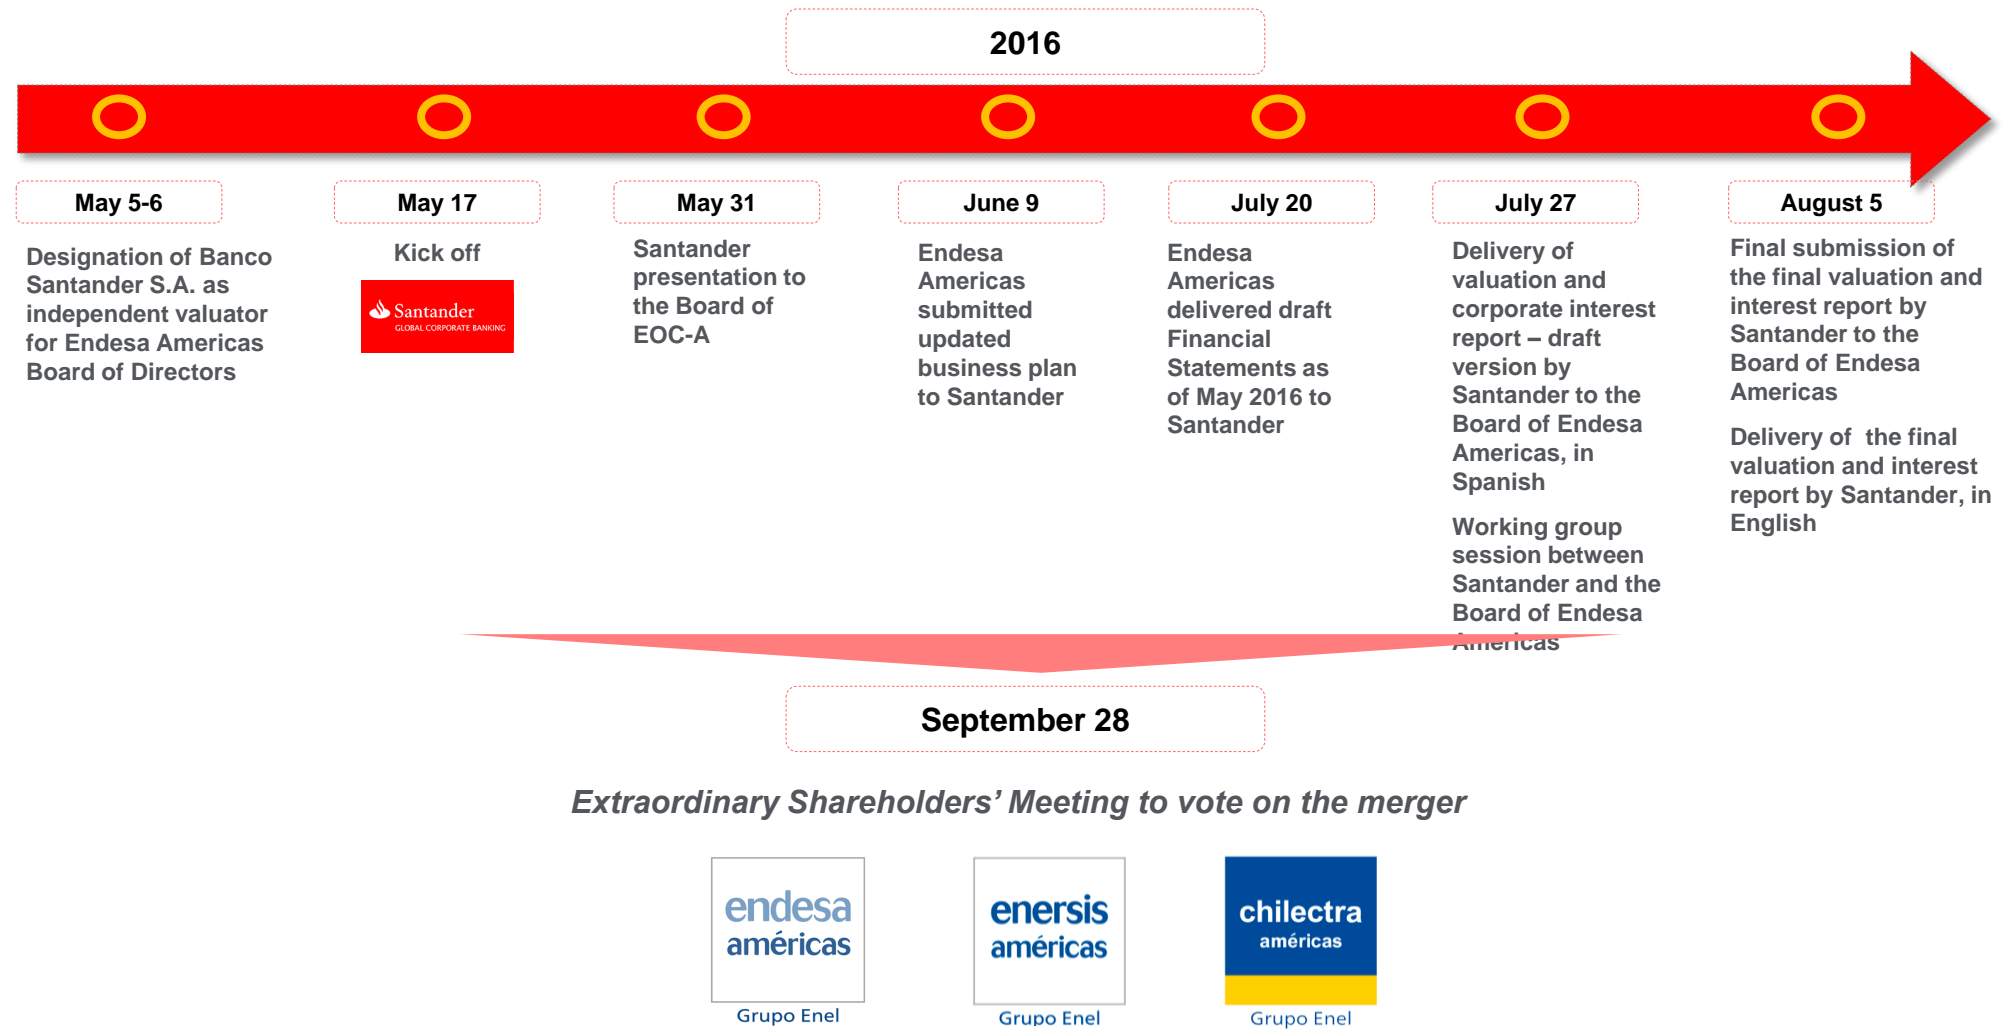 2016
May 5-6
Designation of Banco
Santander S.A. as
independent valuator
for Endesa Americas
Board of Directors
May 17
Kick off
Santander
GLOBAL CORPORATE BANKING
May 31
Santander
presentation to
the Board of
EOC-A
June 9
Endesa
Americas
submitted
updated
business plan
to Santander
July 20
Endesa
Americas
delivered draft
Financial
Statements as
of May 2016 to
Santander
July 27
Delivery of
valuation and
corporate interest
report – draft
version by
Santander to the
Board of Endesa
Americas, in
Spanish
Working group
session between
Santander and the
Board of Endesa
Americas
August 5
Final submission of
the final valuation and
interest report by
Santander to the
Board of Endesa
Americas
Delivery of  the final
valuation and interest
report by Santander, in
English
September 28
Extraordinary Shareholders’ Meeting to vote on the merger
endesa
américas
Grupo Enel
enersis
américas
Grupo Enel
chilectra
américas
Grupo Enel